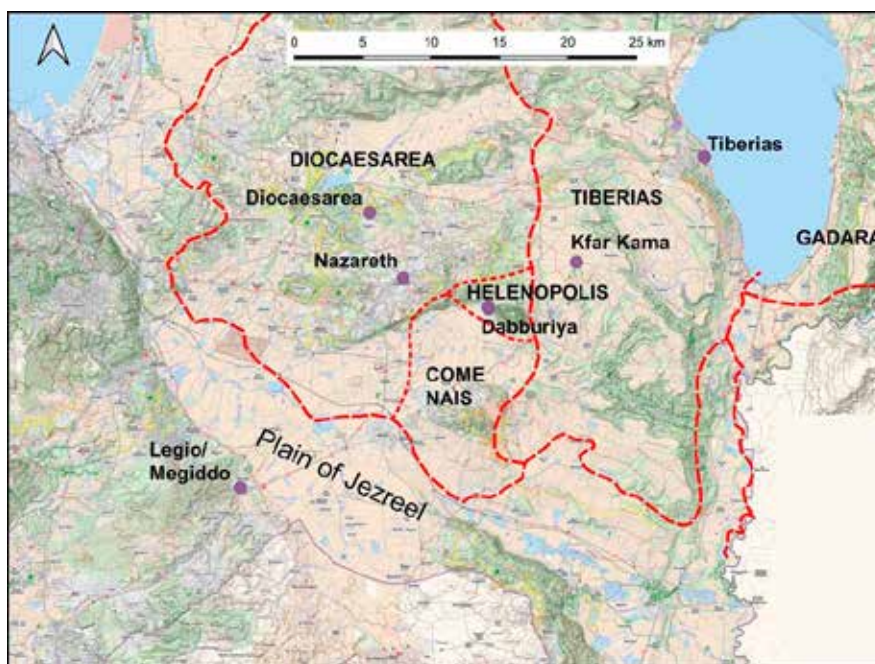 0 5 10 15 20 25 km
DIOCAESAREA
Diocaesarea
Tiberias
TIBERIAS
Nazareth
Kfar Kama
GADARA
HELENOPOLIS
Dabburiya
COME
NAIS
Legio/
Megiddo
Plain of Jezreel